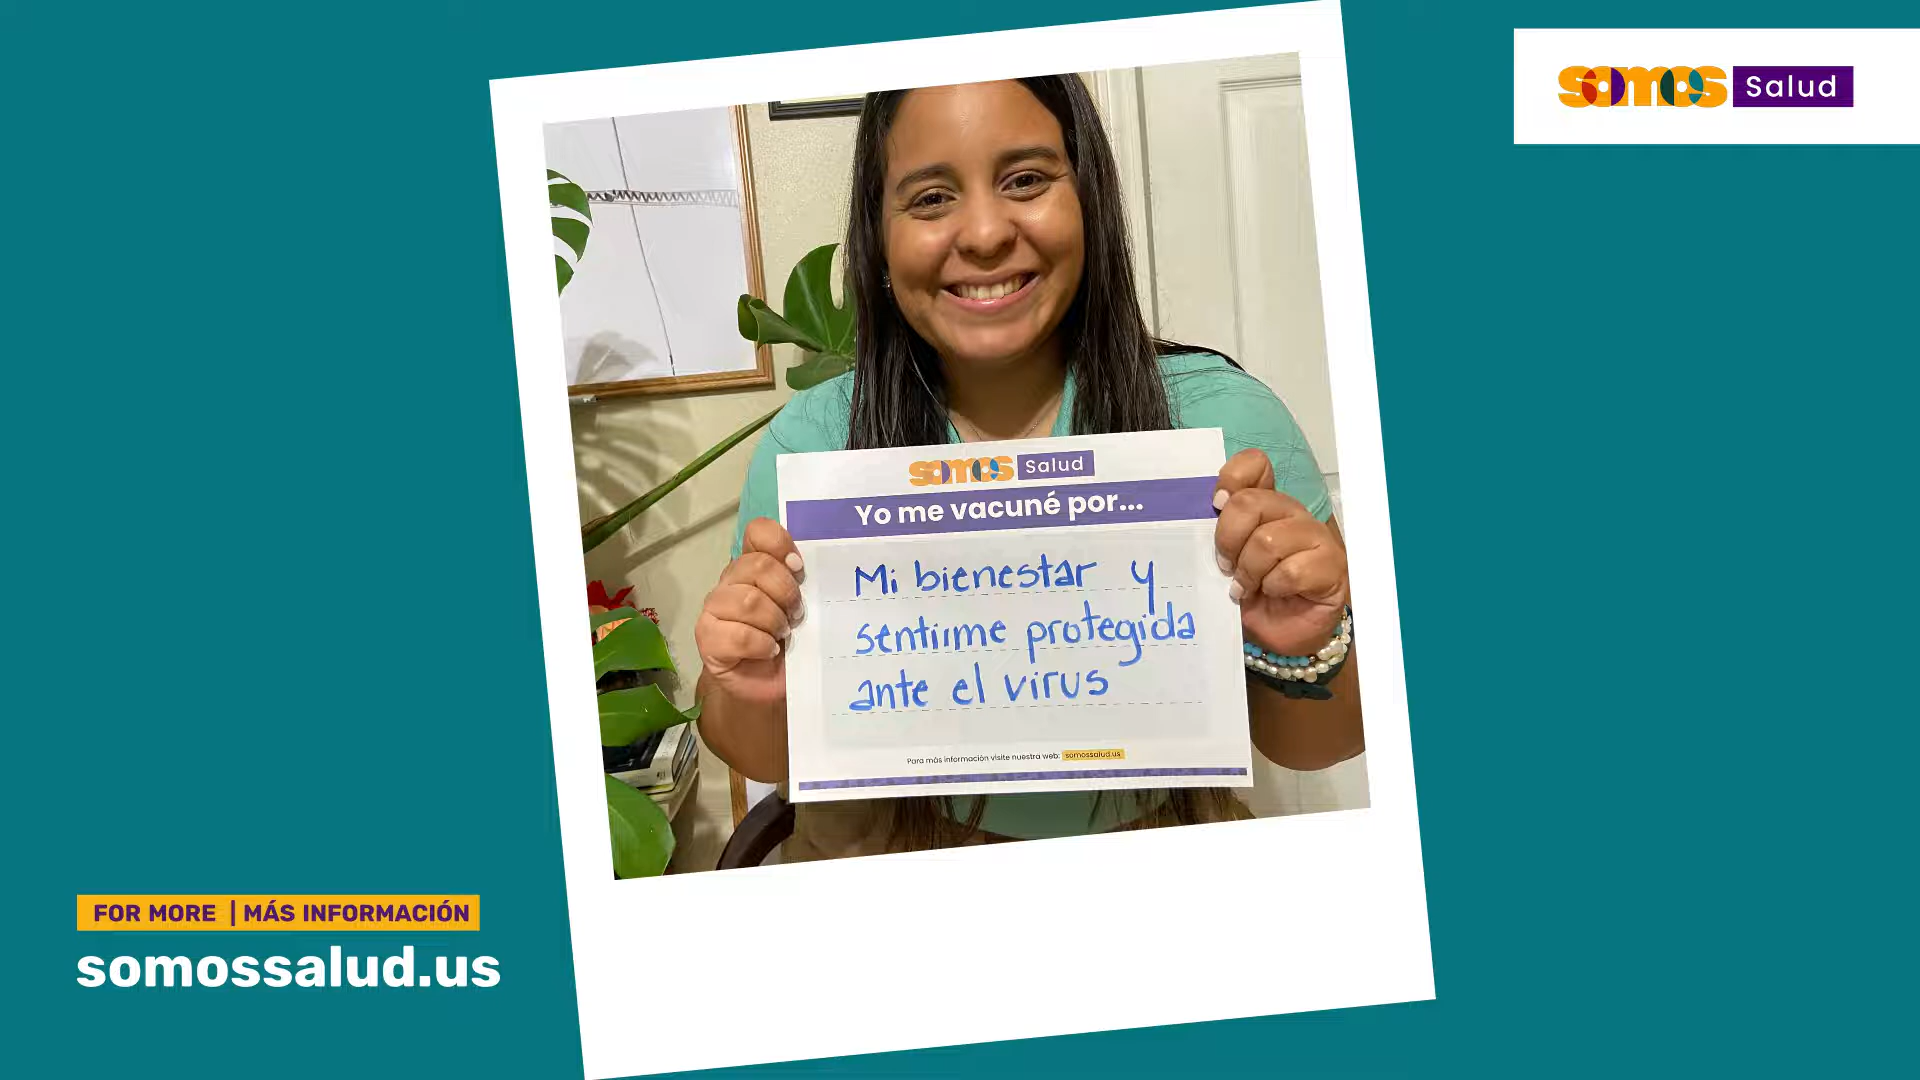 somos Salud
somos Salud
Yo me vacuné por...
Mi bienestar y
sentirme protegida
ante el virus
Para más información visite nuestra web: somossalud.us
FOR MORE | MÁS INFORMACIÓN
somossalud.us